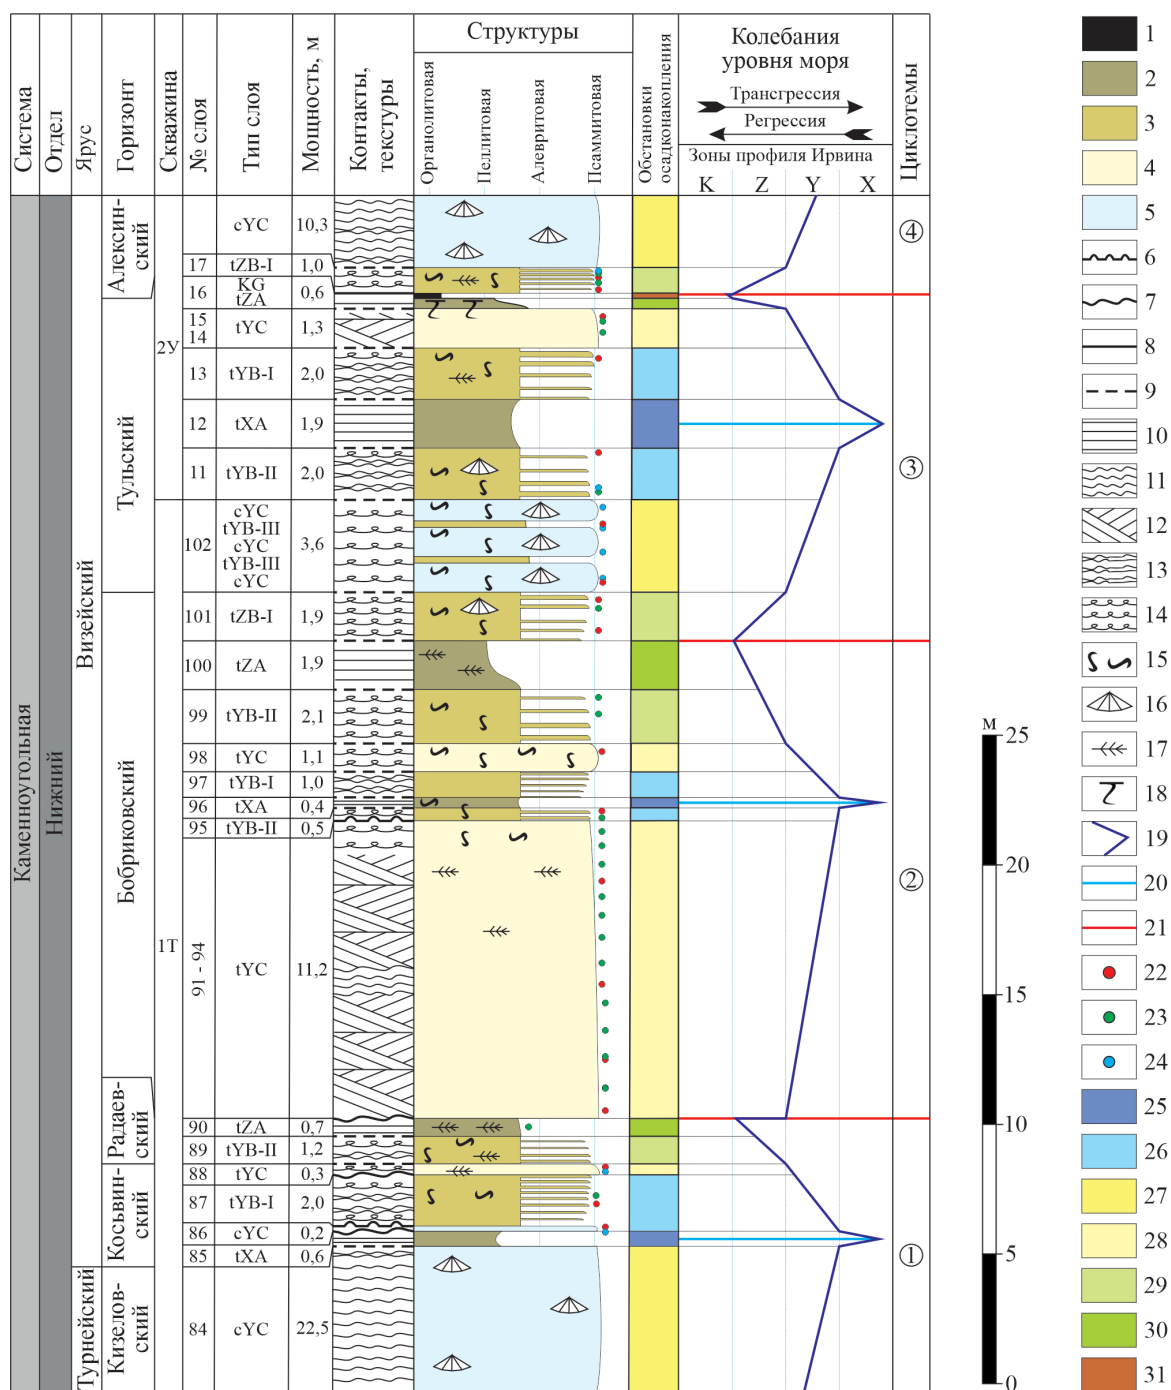 Система
Отдел
Ярус
Горизонт
Скважина
№ слоя
Тип слоя
Мощность, м
Контакты,
текстуры
Структуры
Органолитовая
Пеллитовая
Алевритовая
Псаммитовая
Обстановки
осадконакопления
Колебания
уровня моря
Трансгрессия
Регрессия
Зоны профиля Ирвина
K Z Y X
Циклотемы
Каменноугольная
Нижний
Визейский
Турнейский
Алексин-
ский
Тульский
Бобриковский
Радаев-
ский
Косьвин-
ский
Кизелов-
ский
2У
1Т
cYC 10,3
17 tZB-I 1,0
16 KG
tZA 0,6
15
14 tYC 1,3
13 tYB-I 2,0
12 tXA 1,9
11 tYB-II 2,0
102 cYC
tYB-III
cYC 3,6
tYB-III
cYC
101 tZB-I 1,9
100 tZA 1,9
99 tYB-II 2,1
98 tYC 1,1
97 tYB-I 1,0
96 tXA 0,4
95 tYB-II 0,5
91 - 94 tYC 11,2
90 tZA 0,7
89 tYB-II 1,2
88 tYC 0,3
87 tYB-I 2,0
86 cYC 0,2
85 tXA 0,6
84 cYC 22,5
④
③
②
①
м
25
20
15
10
5
0
1
2
3
4
5
6
7
8
9
10
11
12
13
14
15
16
17
18
19
20
21
22
23
24
25
26
27
28
29
30
31